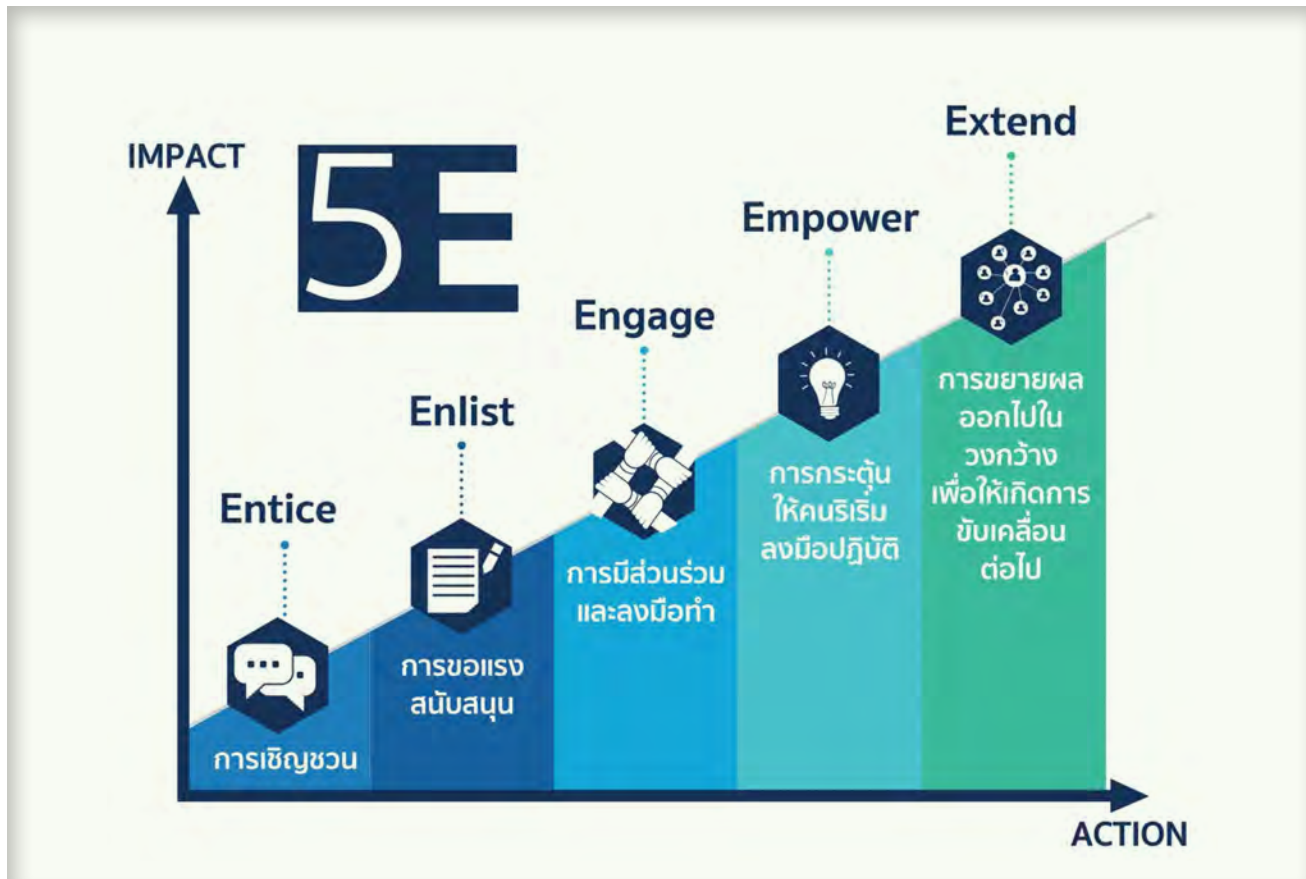 IMPACT
5E
Entice
การเชิญชวน
Enlist
การขอแรง
สนับสนุน
Engage
การมีส่วนร่วม
และลงมือทำ
Empower
การกระตุ้น
ให้คนริเริ่ม
ลงมือปฏิบัติ
Extend
การขยายผล
ออกไปใน
วงกว้าง
เพื่อให้เกิดการ
ขับเคลื่อน
ต่อไป
ACTION